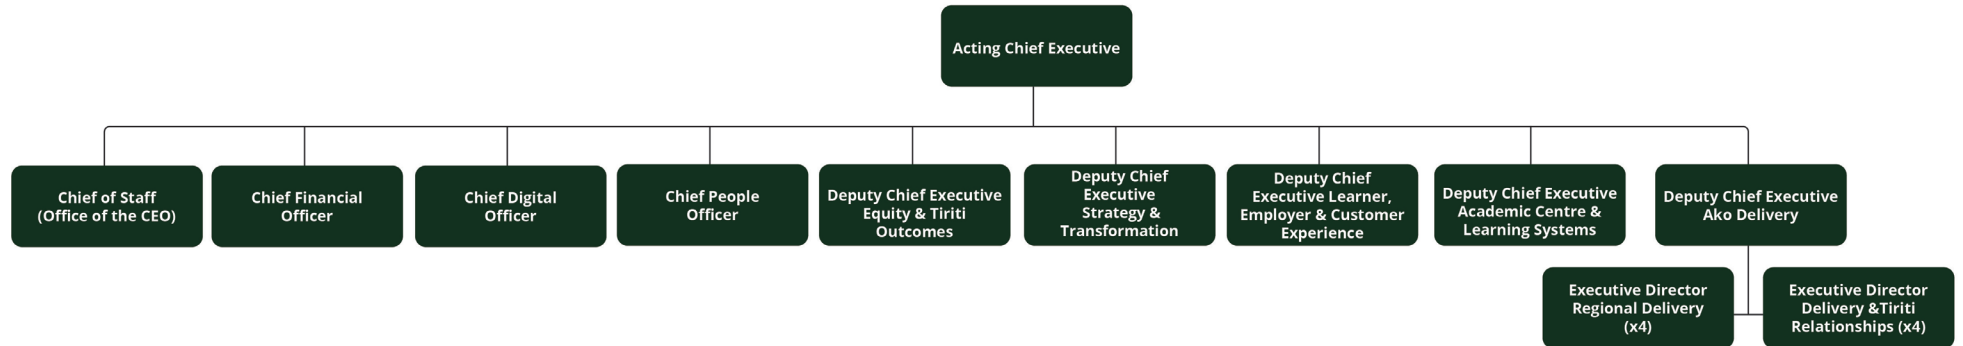 Acting Chief Executive
Chief of Staff
(Office of the CEO)
Chief Financial
Officer
Chief Digital
Officer
Chief People
Officer
Deputy Chief Executive
Equity & Tiriti
Outcomes
Deputy Chief
Executive
Strategy &
Transformation
Deputy Chief
Executive Learner,
Employer & Customer
Experience
Deputy Chief Executive
Academic Centre &
Learning Systems
Deputy Chief Executive
Ako Delivery
Executive Director
Regional Delivery
(x4)
Executive Director
Delivery &Tiriti
Relationships (x4)